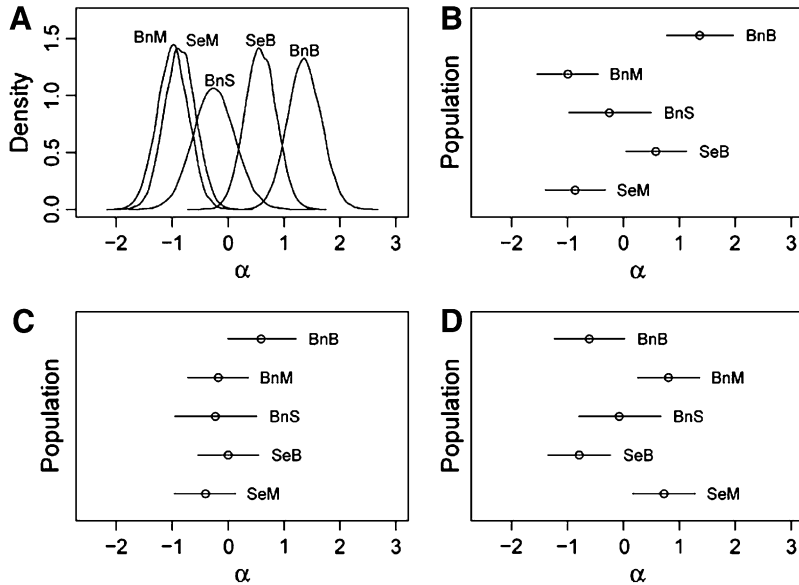 A
BnM SeM SeB BnB
BnS
Density
0.0 0.5 1.0 1.5
−2 −1 0 1 2 3
α
B
BnB
BnM
BnS
SeB
SeM
Population
−2 −1 0 1 2 3
α
C
BnB
BnM
BnS
SeB
SeM
Population
−2 −1 0 1 2 3
α
D
BnB
BnM
BnS
SeB
SeM
Population
−2 −1 0 1 2 3
α